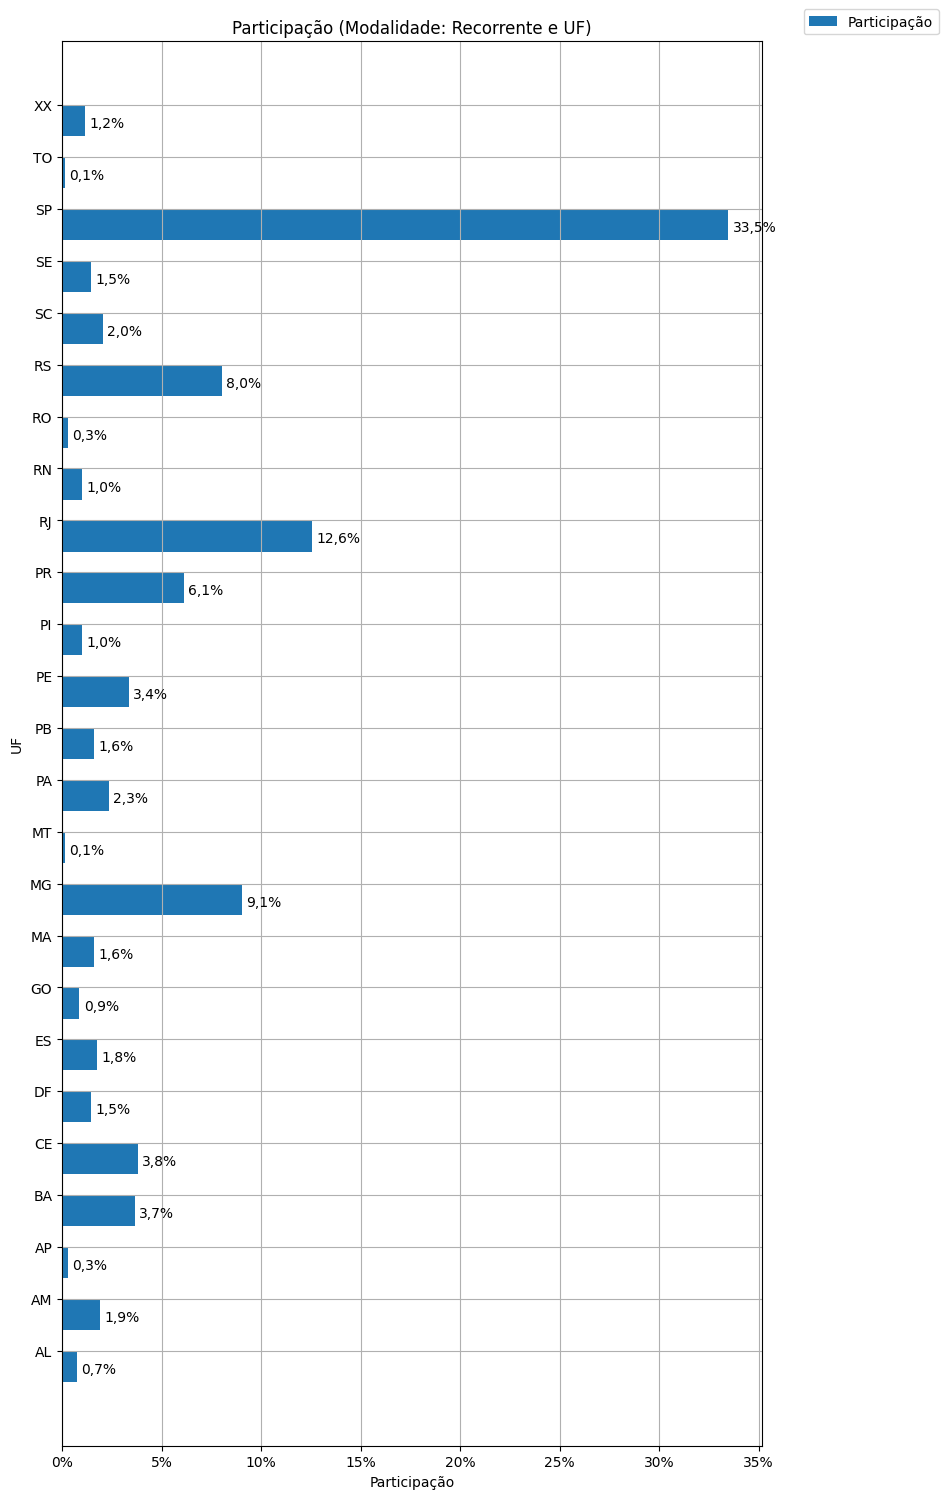 Participação (Modalidade: Recorrente e UF)
Participação
XX
1,2%
TO
0,1%
SP
33,5%
SE
1,5%
SC
2,0%
RS
8,0%
RO
0,3%
RN
1,0%
RJ
12,6%
PR
6,1%
PI
1,0%
PE
3,4%
PB
1,6%
PA
2,3%
MT
0,1%
MG
9,1%
MA
1,6%
GO
0,9%
ES
1,8%
DF
1,5%
CE
3,8%
BA
3,7%
AP
0,3%
AM
1,9%
AL
0,7%
UF
0% 5% 10% 15% 20% 25% 30% 35%
Participação